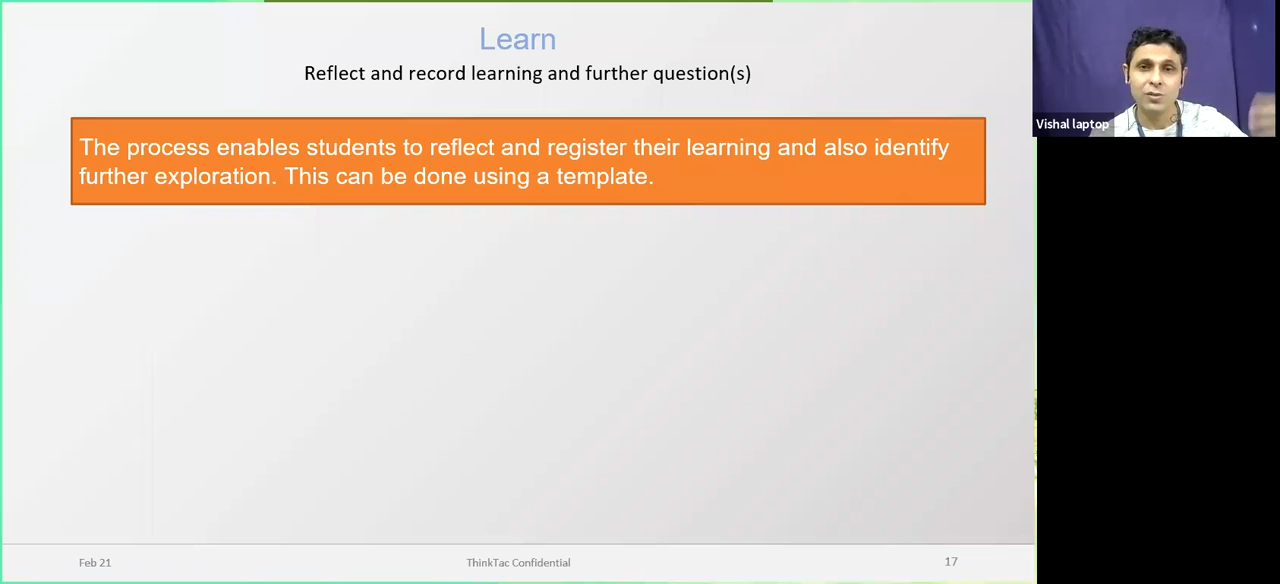 Learn
Reflect and record learning and further question(s)
The process enables students to reflect and register their learning and also identify
further exploration. This can be done using a template.
Vishal laptop
Feb 21
ThinkTac Confidential
17